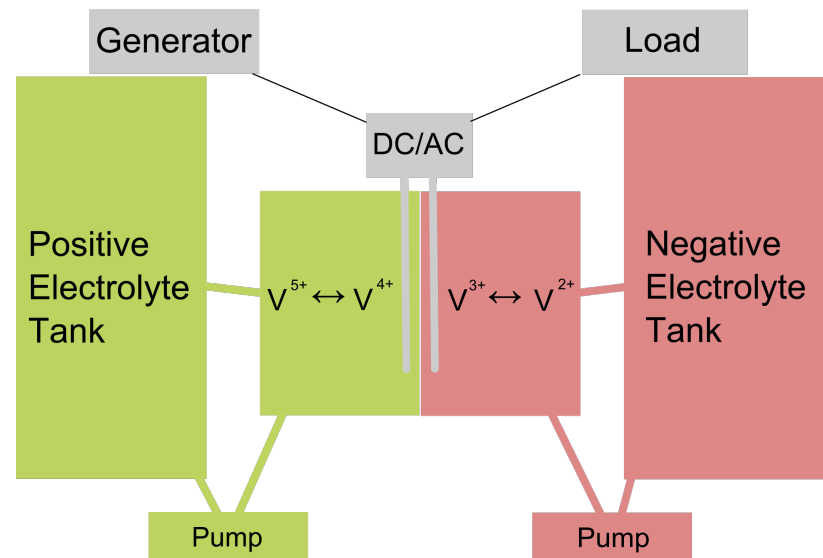 Generator
Load
DC/AC
Positive
Electrolyte
Tank
V⁵⁺ ↔ V⁴⁺
V³⁺ ↔ V²⁺
Negative
Electrolyte
Tank
Pump
Pump